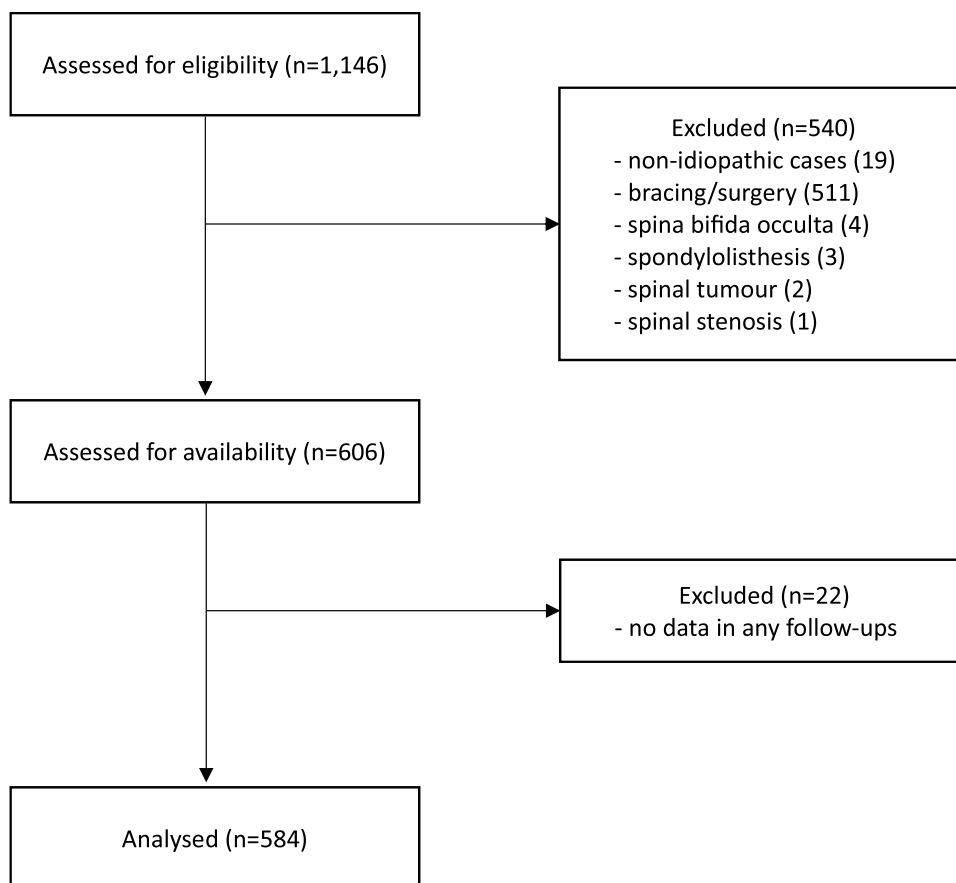 Assessed for eligibility (n=1,146)
Excluded (n=540)
- non-idiopathic cases (19)
- bracing/surgery (511)
- spina bifida occulta (4)
- spondylolisthesis (3)
- spinal tumour (2)
- spinal stenosis (1)
Assessed for availability (n=606)
Excluded (n=22)
- no data in any follow-ups
Analysed (n=584)